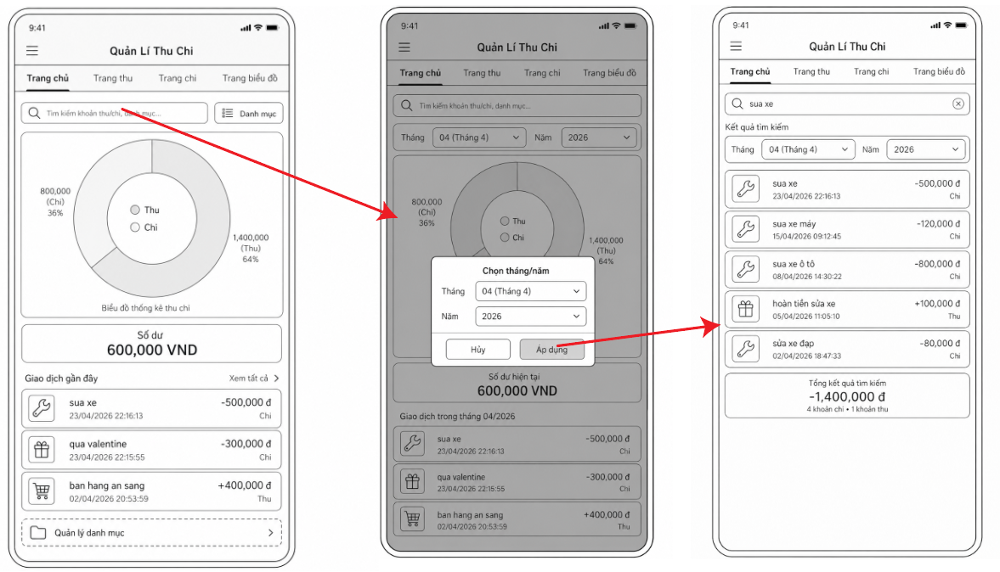 9:41
Quản Lí Thu Chi
Trang chủ
Trang thu
Trang chi
Trang biểu đồ
Tìm kiếm khoản thu/chi, danh mục...
Danh mục
800,000
(Chi)
36%
Thu
Chi
1,400,000
(Thu)
64%
Biểu đồ thống kê thu chi
Số dư
600,000 VND
Giao dịch gần đây
Xem tất cả
sua xe
-500,000 đ
23/04/2026 22:16:13
Chi
qua valentine
-300,000 đ
23/04/2026 22:15:55
Chi
ban hang an sang
+400,000 đ
02/04/2026 20:53:59
Thu
Quản lý danh mục
9:41
Quản Lí Thu Chi
Trang chủ
Trang thu
Trang chi
Trang biểu đồ
Tìm kiếm khoản thu/chi, danh mục...
Tháng
04 (Tháng 4)
Năm
2026
800,000
(Chi)
36%
Thu
Chi
1,400,000
(Thu)
64%
Chọn tháng/năm
Tháng
04 (Tháng 4)
Năm
2026
Hủy
Áp dụng
Số dư hiện tại
600,000 VND
Giao dịch trong tháng 04/2026
sua xe
-500,000 đ
23/04/2026 22:16:13
Chi
qua valentine
-300,000 đ
23/04/2026 22:15:55
Chi
ban hang an sang
+400,000 đ
02/04/2026 20:53:59
Thu
9:41
Quản Lí Thu Chi
Trang chủ
Trang thu
Trang chi
Trang biểu đồ
sua xe
Kết quả tìm kiếm
Tháng
04 (Tháng 4)
Năm
2026
sua xe
-500,000 đ
23/04/2026 22:16:13
Chi
sua xe máy
-120,000 đ
15/04/2026 09:12:45
Chi
sua xe ô tô
-800,000 đ
08/04/2026 14:30:22
Chi
hoàn tiền sửa xe
+100,000 đ
05/04/2026 11:05:10
Thu
sửa xe đạp
-80,000 đ
02/04/2026 18:47:33
Chi
Tổng kết quả tìm kiếm
-1,400,000 đ
4 khoản chi • 1 khoản thu